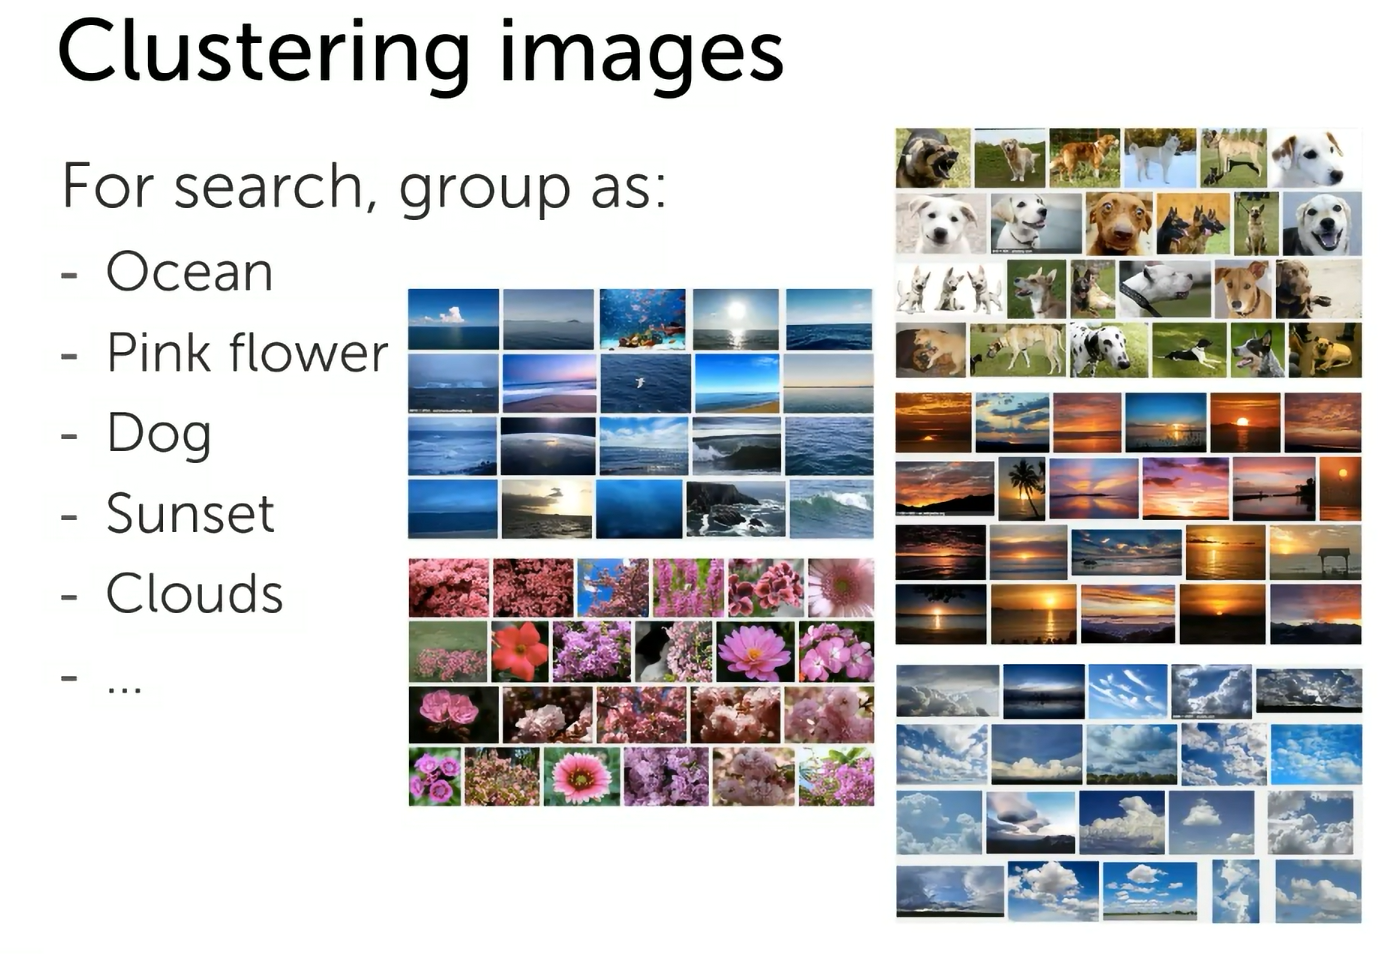 Clustering images
For search, group as:
- Ocean
- Pink flower
- Dog
- Sunset
- Clouds
- ...